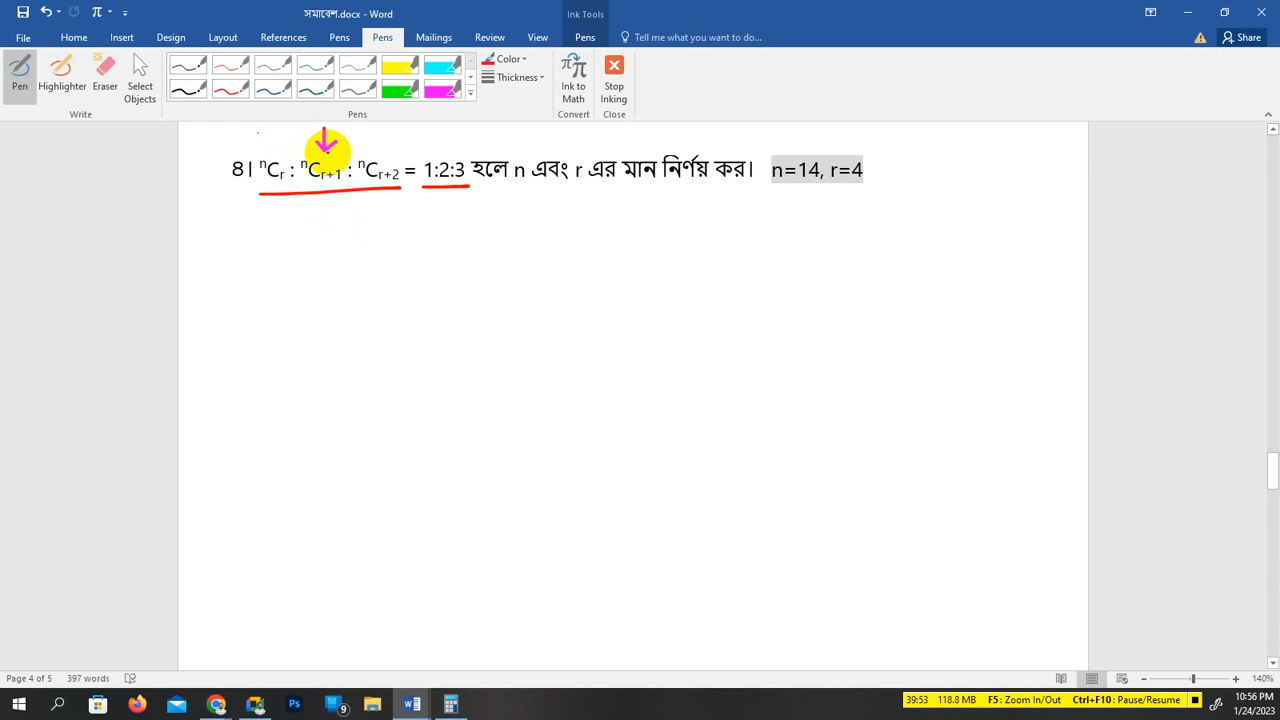 সমাবেশ.docx - Word
Ink Tools
File Home Insert Design Layout References Pens Mailings Review View Pens Tell me what you want to do... Share
Pen Highlighter Eraser Select Objects Color Thickness Ink to Math Stop Inking
Write Pens Convert Close
৪। ⁿCᵣ : ⁿCᵣ₊₁ : ⁿCᵣ₊₂ = 1:2:3 হলে n এবং r এর মান নির্ণয় কর। n=14, r=4
Page 4 of 5 397 words 140%
39:53 118.8 MB F5: Zoom In/Out Ctrl+F10: Pause/Resume
10:56 PM
1/24/2023